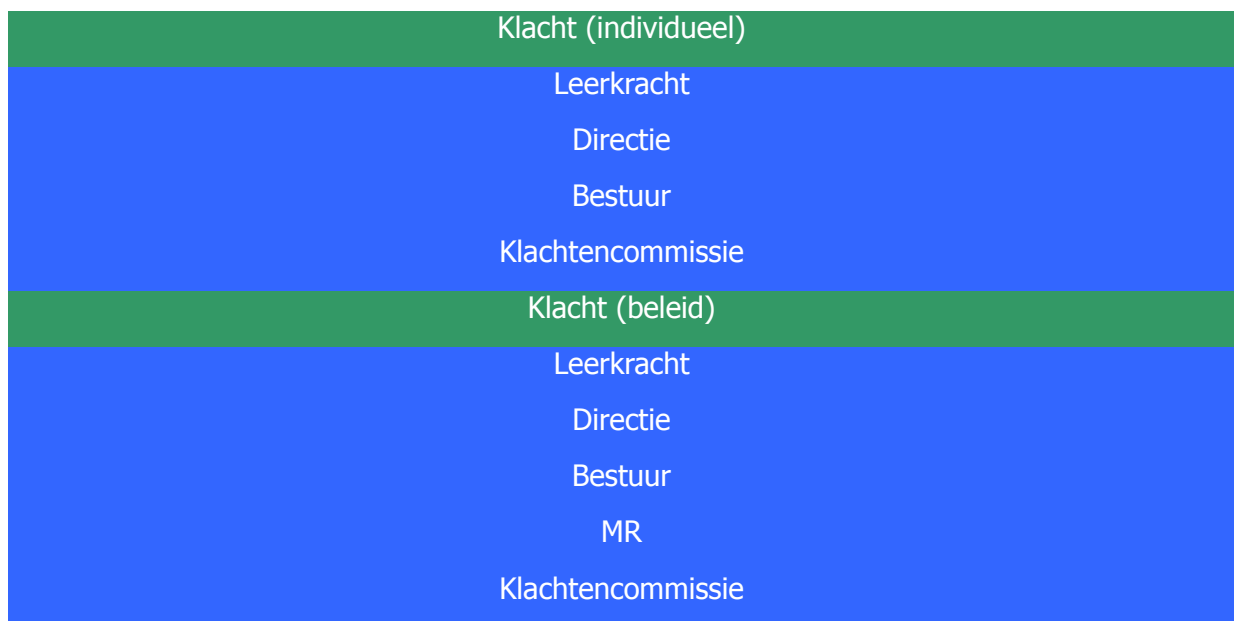 Klacht (individueel)
Leerkracht
Directie
Bestuur
Klachtencommissie
Klacht (beleid)
Leerkracht
Directie
Bestuur
MR
Klachtencommissie